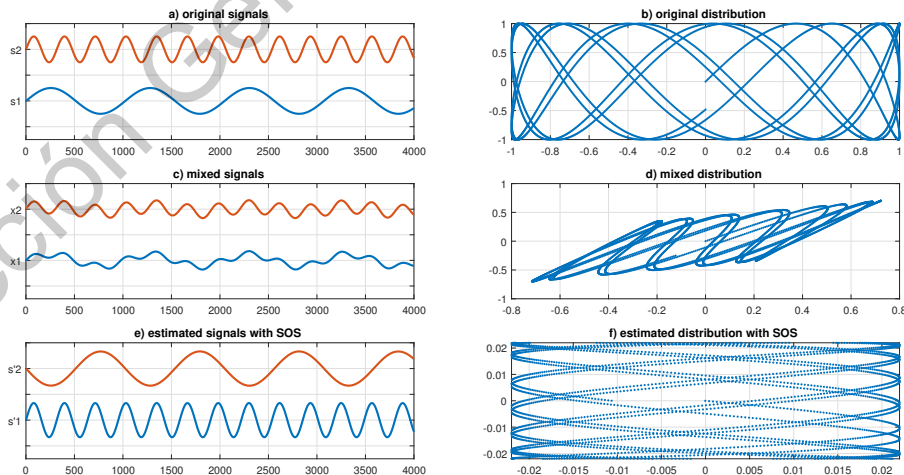 a) original signals
s2
s1
0 500 1000 1500 2000 2500 3000 3500 4000
b) original distribution
1
0.5
0
-0.5
-1
-1 -0.8 -0.6 -0.4 -0.2 0 0.2 0.4 0.6 0.8 1
c) mixed signals
x2
x1
0 500 1000 1500 2000 2500 3000 3500 4000
d) mixed distribution
1
0.5
0
-0.5
-1
-0.8 -0.6 -0.4 -0.2 0 0.2 0.4 0.6 0.8
e) estimated signals with SOS
s'2
s'1
0 500 1000 1500 2000 2500 3000 3500 4000
f) estimated distribution with SOS
0.02
0.01
0
-0.01
-0.02
-0.02 -0.015 -0.01 -0.005 0 0.005 0.01 0.015 0.02